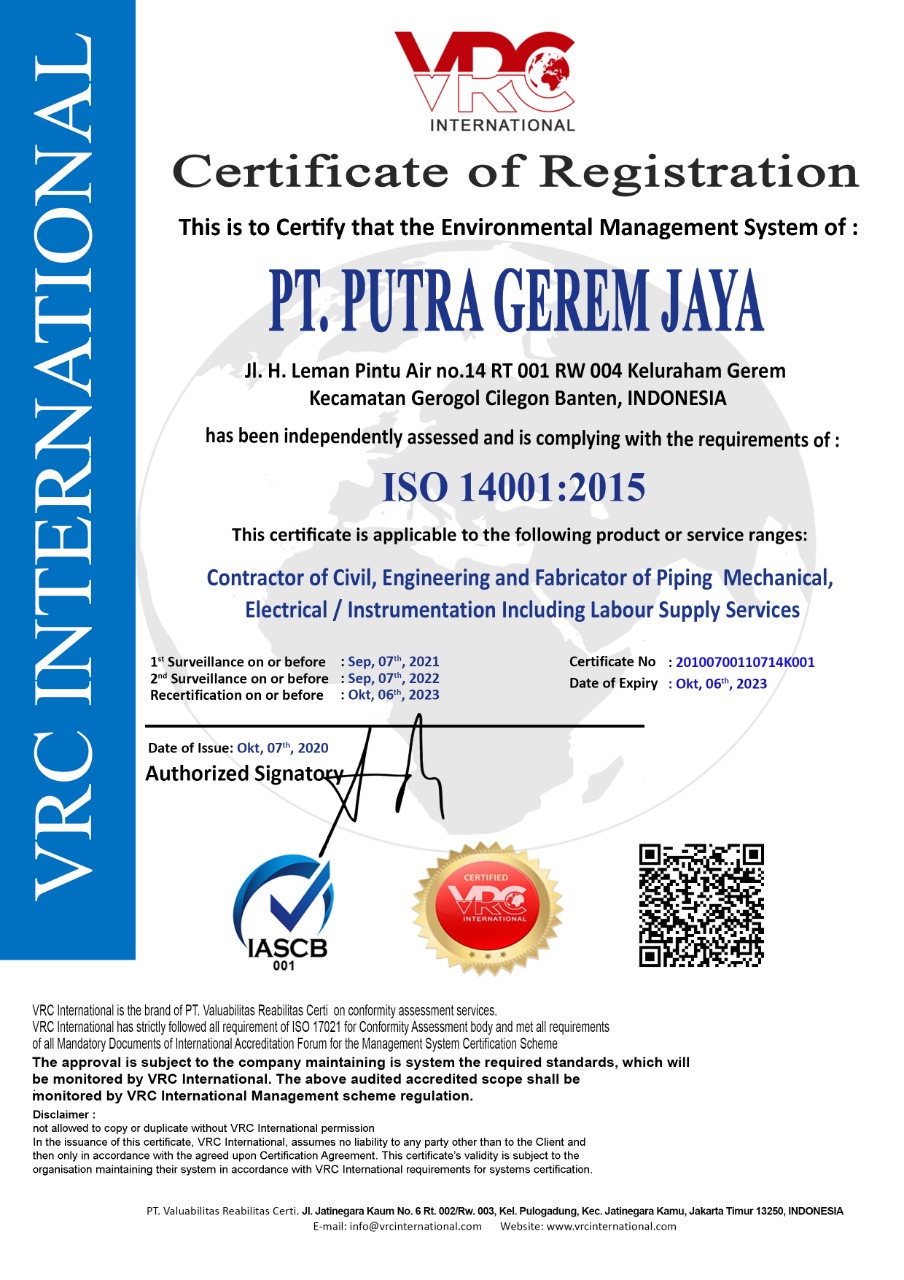 VRC INTERNATIONAL
VRC
INTERNATIONAL
Certificate of Registration
This is to Certify that the Environmental Management System of :
PT. PUTRA GEREM JAYA
Jl. H. Leman Pintu Air no.14 RT 001 RW 004 Keluraham Gerem
Kecamatan Gerogol Cilegon Banten, INDONESIA
has been independently assessed and is complying with the requirements of :
ISO 14001:2015
This certificate is applicable to the following product or service ranges:
Contractor of Civil, Engineering and Fabricator of Piping Mechanical,
Electrical / Instrumentation Including Labour Supply Services
1st Surveillance on or before : Sep, 07th, 2021
2nd Surveillance on or before : Sep, 07th, 2022
Recertification on or before : Okt, 06th, 2023
Certificate No : 20100700110714K001
Date of Expiry : Okt, 06th, 2023
Date of Issue: Okt, 07th, 2020
Authorized Signatory
IASCB
001
CERTIFIED
VRC
INTERNATIONAL
VRC International is the brand of PT. Valuabilitas Reabilitas Certi on conformity assessment services.
VRC International has strictly followed all requirement of ISO 17021 for Conformity Assessment body and met all requirements
of all Mandatory Documents of International Accreditation Forum for the Management System Certification Scheme
The approval is subject to the company maintaining is system the required standards, which will
be monitored by VRC International. The above audited accredited scope shall be
monitored by VRC International Management scheme regulation.
Disclaimer :
not allowed to copy or duplicate without VRC International permission
In the issuance of this certificate, VRC International, assumes no liability to any party other than to the Client and
then only in accordance with the agreed upon Certification Agreement. This certificate's validity is subject to the
organisation maintaining their system in accordance with VRC International requirements for systems certification.
PT. Valuabilitas Reabilitas Certi. Jl. Jatinegara Kaum No. 6 Rt. 002/Rw. 003, Kel. Pulogadung, Kec. Jatinegara Kamu, Jakarta Timur 13250, INDONESIA
E-mail: info@vrcinternational.com Website: www.vrcinternational.com